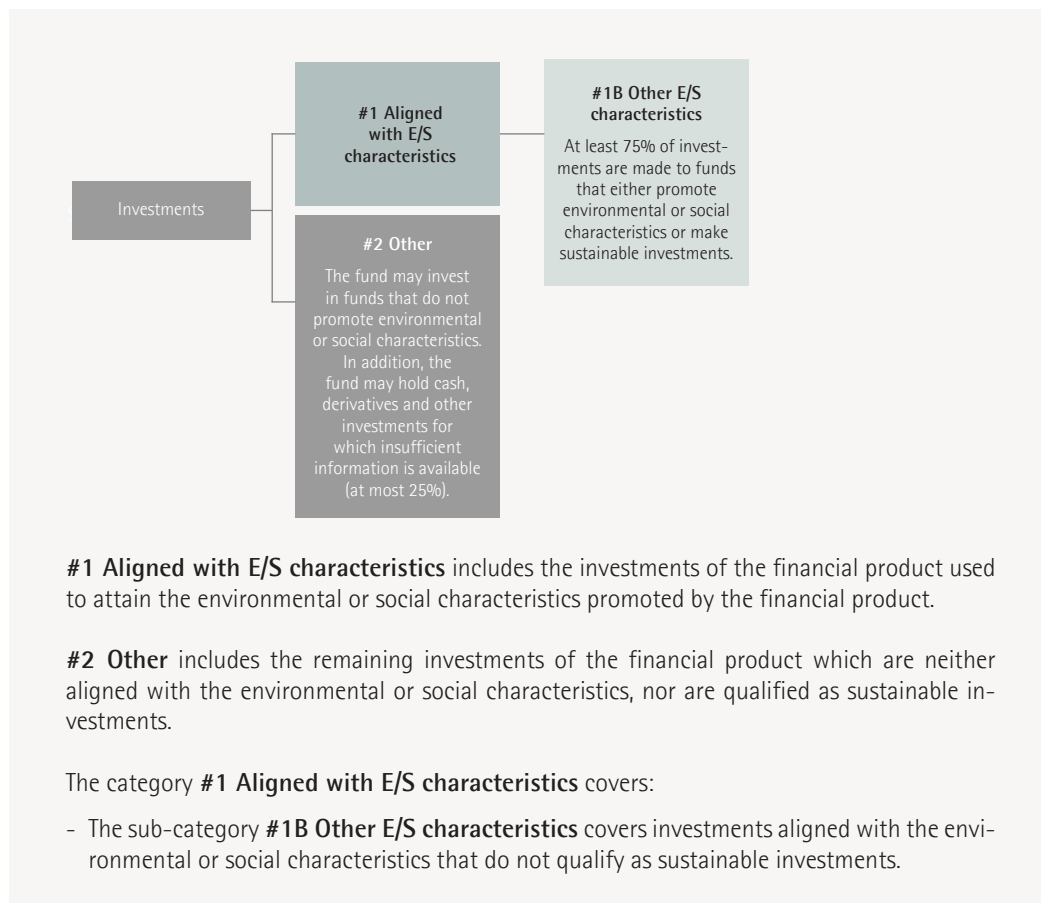 Investments
#1 Aligned
with E/S
characteristics
#1B Other E/S
characteristics
At least 75% of invest-
ments are made to funds
that either promote
environmental or social
characteristics or make
sustainable investments.
#2 Other
The fund may invest
in funds that do not
promote environmental
or social characteristics.
In addition, the
fund may hold cash,
derivatives and other
investments for
which insufficient
information is available
(at most 25%).
#1 Aligned with E/S characteristics includes the investments of the financial product used
to attain the environmental or social characteristics promoted by the financial product.
#2 Other includes the remaining investments of the financial product which are neither
aligned with the environmental or social characteristics, nor are qualified as sustainable in-
vestments.
The category #1 Aligned with E/S characteristics covers:
- The sub-category #1B Other E/S characteristics covers investments aligned with the envi-
ronmental or social characteristics that do not qualify as sustainable investments.